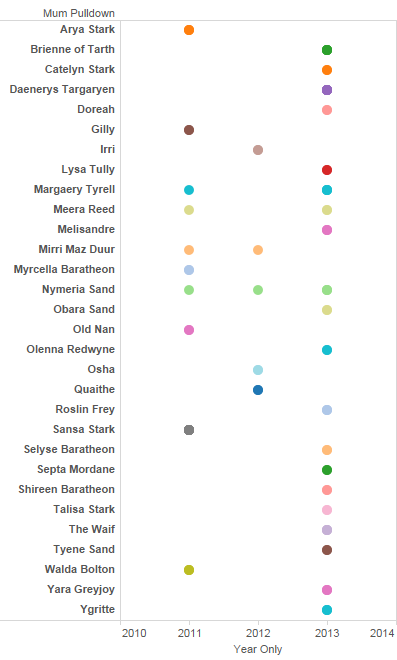 Mum Pulldown
Arya Stark
Brienne of Tarth
Catelyn Stark
Daenerys Targaryen
Doreah
Gilly
Irri
Lysa Tully
Margaery Tyrell
Meera Reed
Melisandre
Mirri Maz Duur
Myrcella Baratheon
Nymeria Sand
Obara Sand
Old Nan
Olenna Redwyne
Osha
Quaithe
Roslin Frey
Sansa Stark
Selyse Baratheon
Septa Mordane
Shireen Baratheon
Talisa Stark
The Waif
Tyene Sand
Walda Bolton
Yara Greyjoy
Ygritte
2010 2011 2012 2013 2014
Year Only